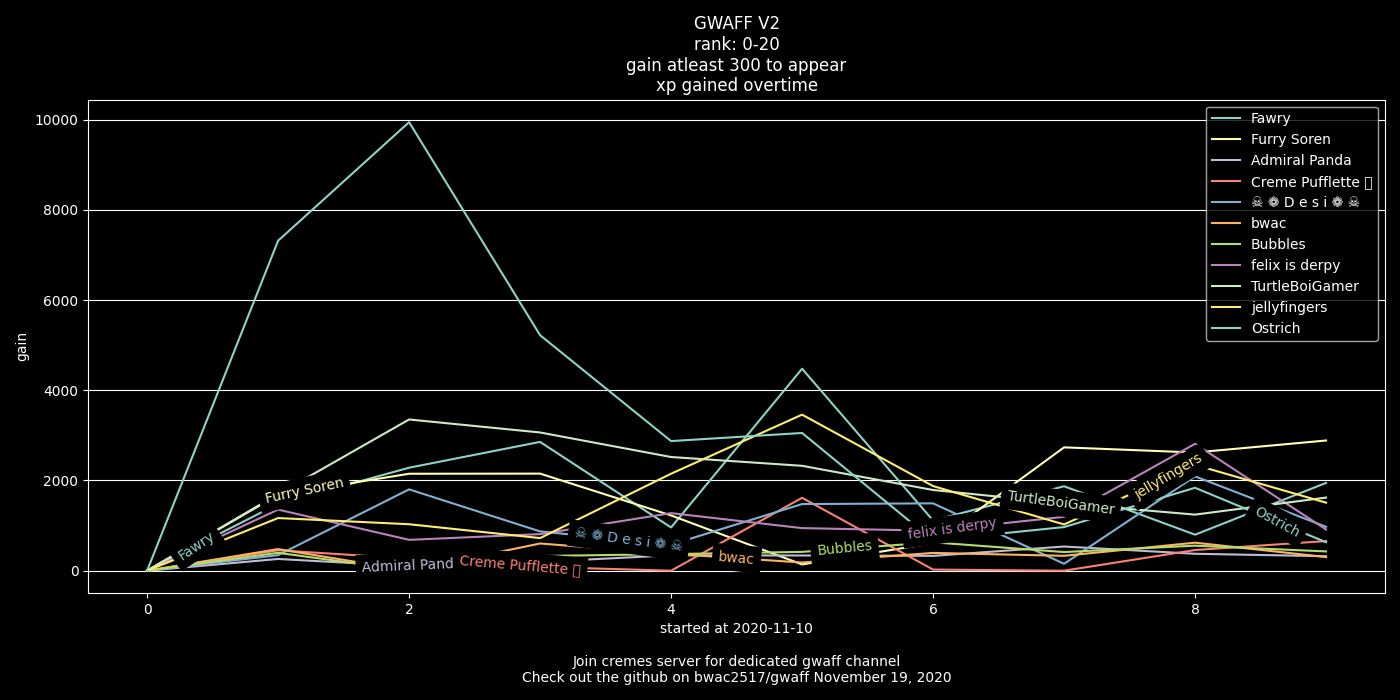 GWAFF V2
rank: 0-20
gain atleast 300 to appear
xp gained overtime
10000
8000
6000
4000
2000
0
gain
Fawry
Furry Soren
Admiral Panda
Creme Pufflette
☠ ❁ D e s i ❁ ☠
bwac
Bubbles
felix is derpy
TurtleBoiGamer
jellyfingers
Ostrich
Fawry
Furry Soren
Admiral Pand
Creme Pufflette
☠ ❁ D e s i ❁ ☠
bwac
Bubbles
felix is derpy
TurtleBoiGamer
jellyfingers
Ostrich
0 2 4 6 8
started at 2020-11-10
Join cremes server for dedicated gwaff channel
Check out the github on bwac2517/gwaff November 19, 2020